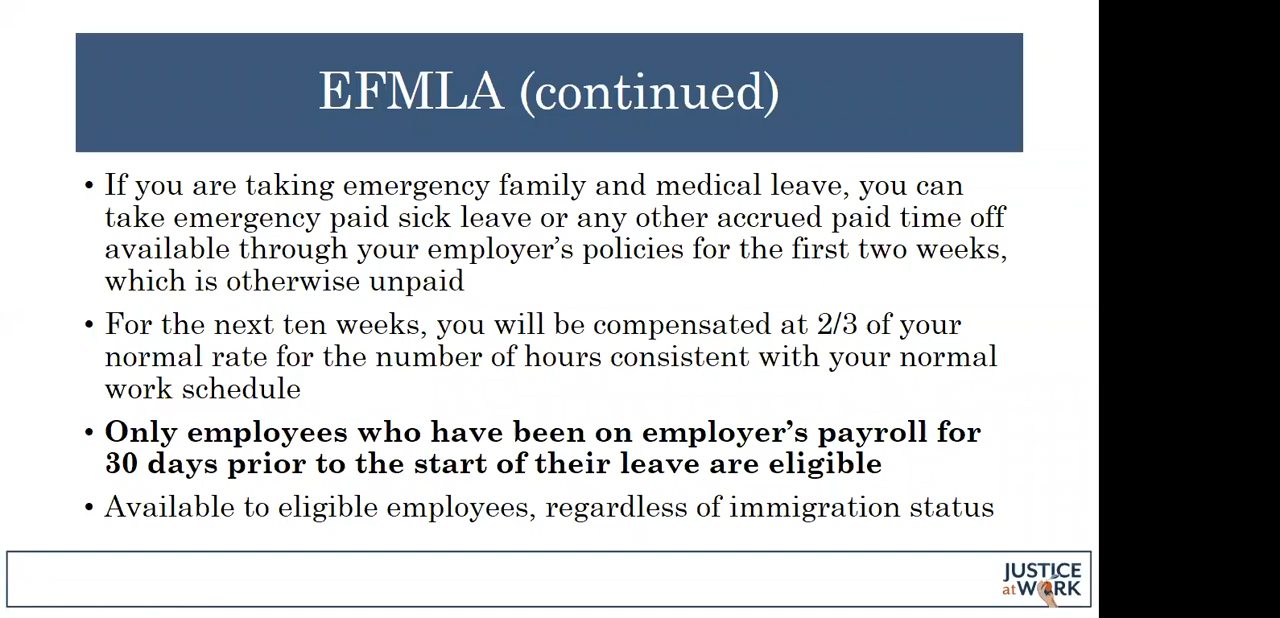 EFMLA (continued)
• If you are taking emergency family and medical leave, you can
take emergency paid sick leave or any other accrued paid time off
available through your employer’s policies for the first two weeks,
which is otherwise unpaid
• For the next ten weeks, you will be compensated at 2/3 of your
normal rate for the number of hours consistent with your normal
work schedule
• Only employees who have been on employer’s payroll for
30 days prior to the start of their leave are eligible
• Available to eligible employees, regardless of immigration status
JUSTICE
at WORK